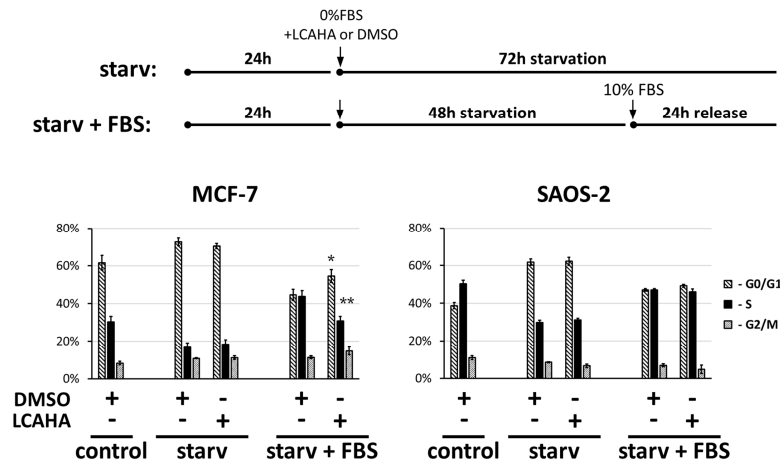 0%FBS
+LCAHA or DMSO
starv: 24h 72h starvation
10% FBS
starv + FBS: 24h 48h starvation 24h release
MCF-7 SAOS-2
80% 80%
60% 60%
40% 40%
20% 20%
0% 0%
* **
- G0/G1
- S
- G2/M
DMSO + + - + - + + - + -
LCAHA - - + - + - - + - +
control starv starv + FBS control starv starv + FBS